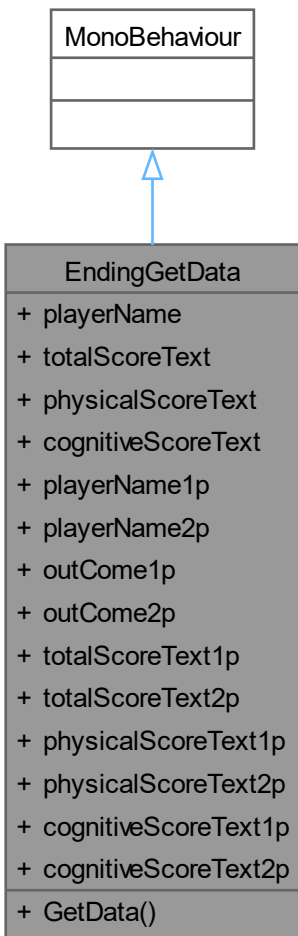 MonoBehaviour
EndingGetData
+ playerName
+ totalScoreText
+ physicalScoreText
+ cognitiveScoreText
+ playerName1p
+ playerName2p
+ outCome1p
+ outCome2p
+ totalScoreText1p
+ totalScoreText2p
+ physicalScoreText1p
+ physicalScoreText2p
+ cognitiveScoreText1p
+ cognitiveScoreText2p
+ GetData()